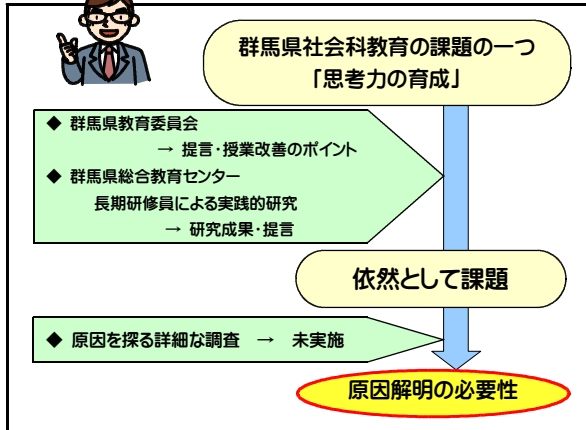 群馬県社会科教育の課題の一つ
「思考力の育成」
◆ 群馬県教育委員会
→ 提言・授業改善のポイント
◆ 群馬県総合教育センター
長期研修員による実践的研究
→ 研究成果・提言
依然として課題
◆ 原因を探る詳細な調査 → 未実施
原因解明の必要性